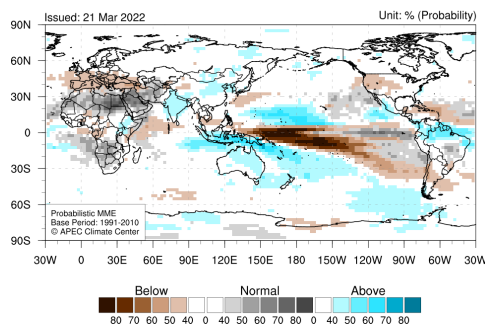 Issued: 21 Mar 2022 Unit: % (Probability)
90N
60N
30N
0
30S
60S
90S
Probabilistic MME
Base Period: 1991-2010
© APEC Climate Center
30W 0 30E 60E 90E 120E 150E 180 150W 120W 90W 60W 30W
Below Normal Above
80 70 60 50 40 0 40 50 60 70 80 0 40 50 60 70 80